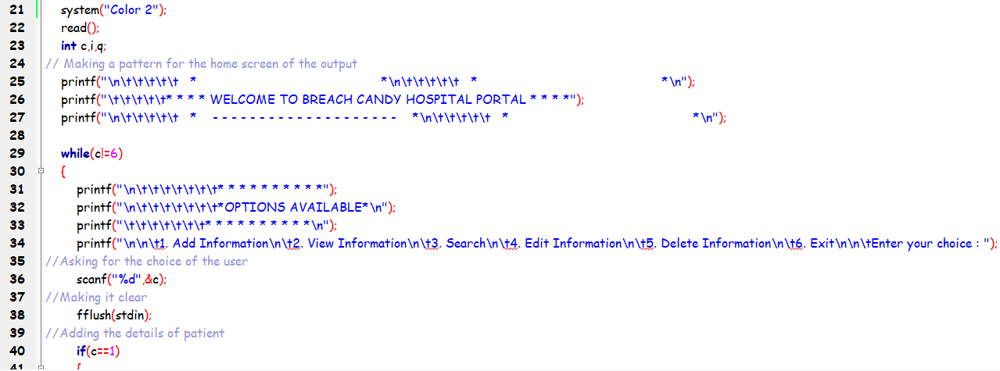 21 system("Color 2");
22 read();
23 int c,i,q;
24 // Making a pattern for the home screen of the output
25 printf("\n\t\t\t\t\t * *\n\t\t\t\t\t * *\n");
26 printf("\t\t\t\t\t* * * * WELCOME TO BREACH CANDY HOSPITAL PORTAL * * * *");
27 printf("\n\t\t\t\t\t * - - - - - - - - - - - - - - - - - - - - *\n\t\t\t\t\t * *\n");
28
29 while(c!=6)
30 {
31 printf("\n\t\t\t\t\t\t\t* * * * * * * * * *");
32 printf("\n\t\t\t\t\t\t\t*OPTIONS AVAILABLE*\n");
33 printf("\t\t\t\t\t\t\t* * * * * * * * * *\n");
34 printf("\n\n\t1. Add Information\n\t2. View Information\n\t3. Search\n\t4. Edit Information\n\t5. Delete Information\n\t6. Exit\n\n\tEnter your choice : ");
35 //Asking for the choice of the user
36 scanf("%d",&c);
37 //Making it clear
38 fflush(stdin);
39 //Adding the details of patient
40 if(c==1)
41 {